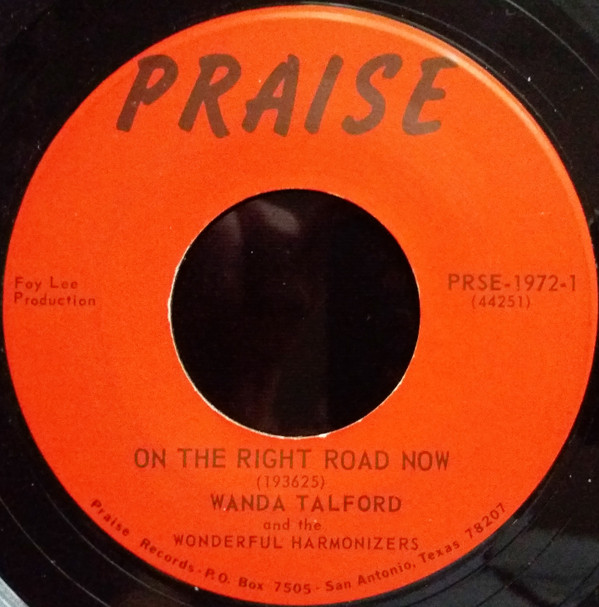 PRAISE
Foy Lee
Production
PRSE-1972-1
(44251)
ON THE RIGHT ROAD NOW
(193625)
WANDA TALFORD
and the
WONDERFUL HARMONIZERS
Praise Records - P.O. Box 7505 - San Antonio, Texas 78207